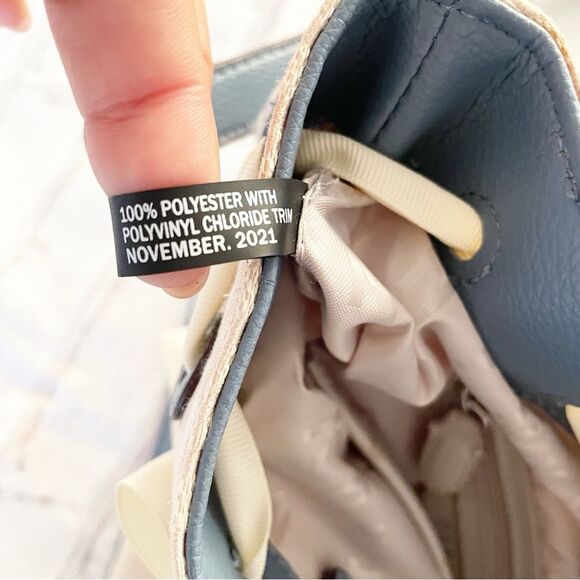 100% POLYESTER WITH
POLYVINYL CHLORIDE TRIM
NOVEMBER. 2021